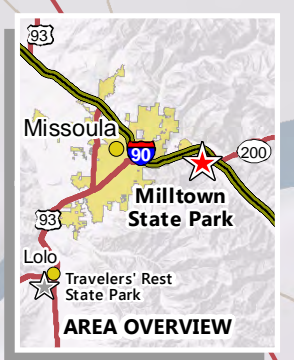 93
Missoula
90
200
Milltown
State Park
93
Lolo
Travelers' Rest
State Park
AREA OVERVIEW